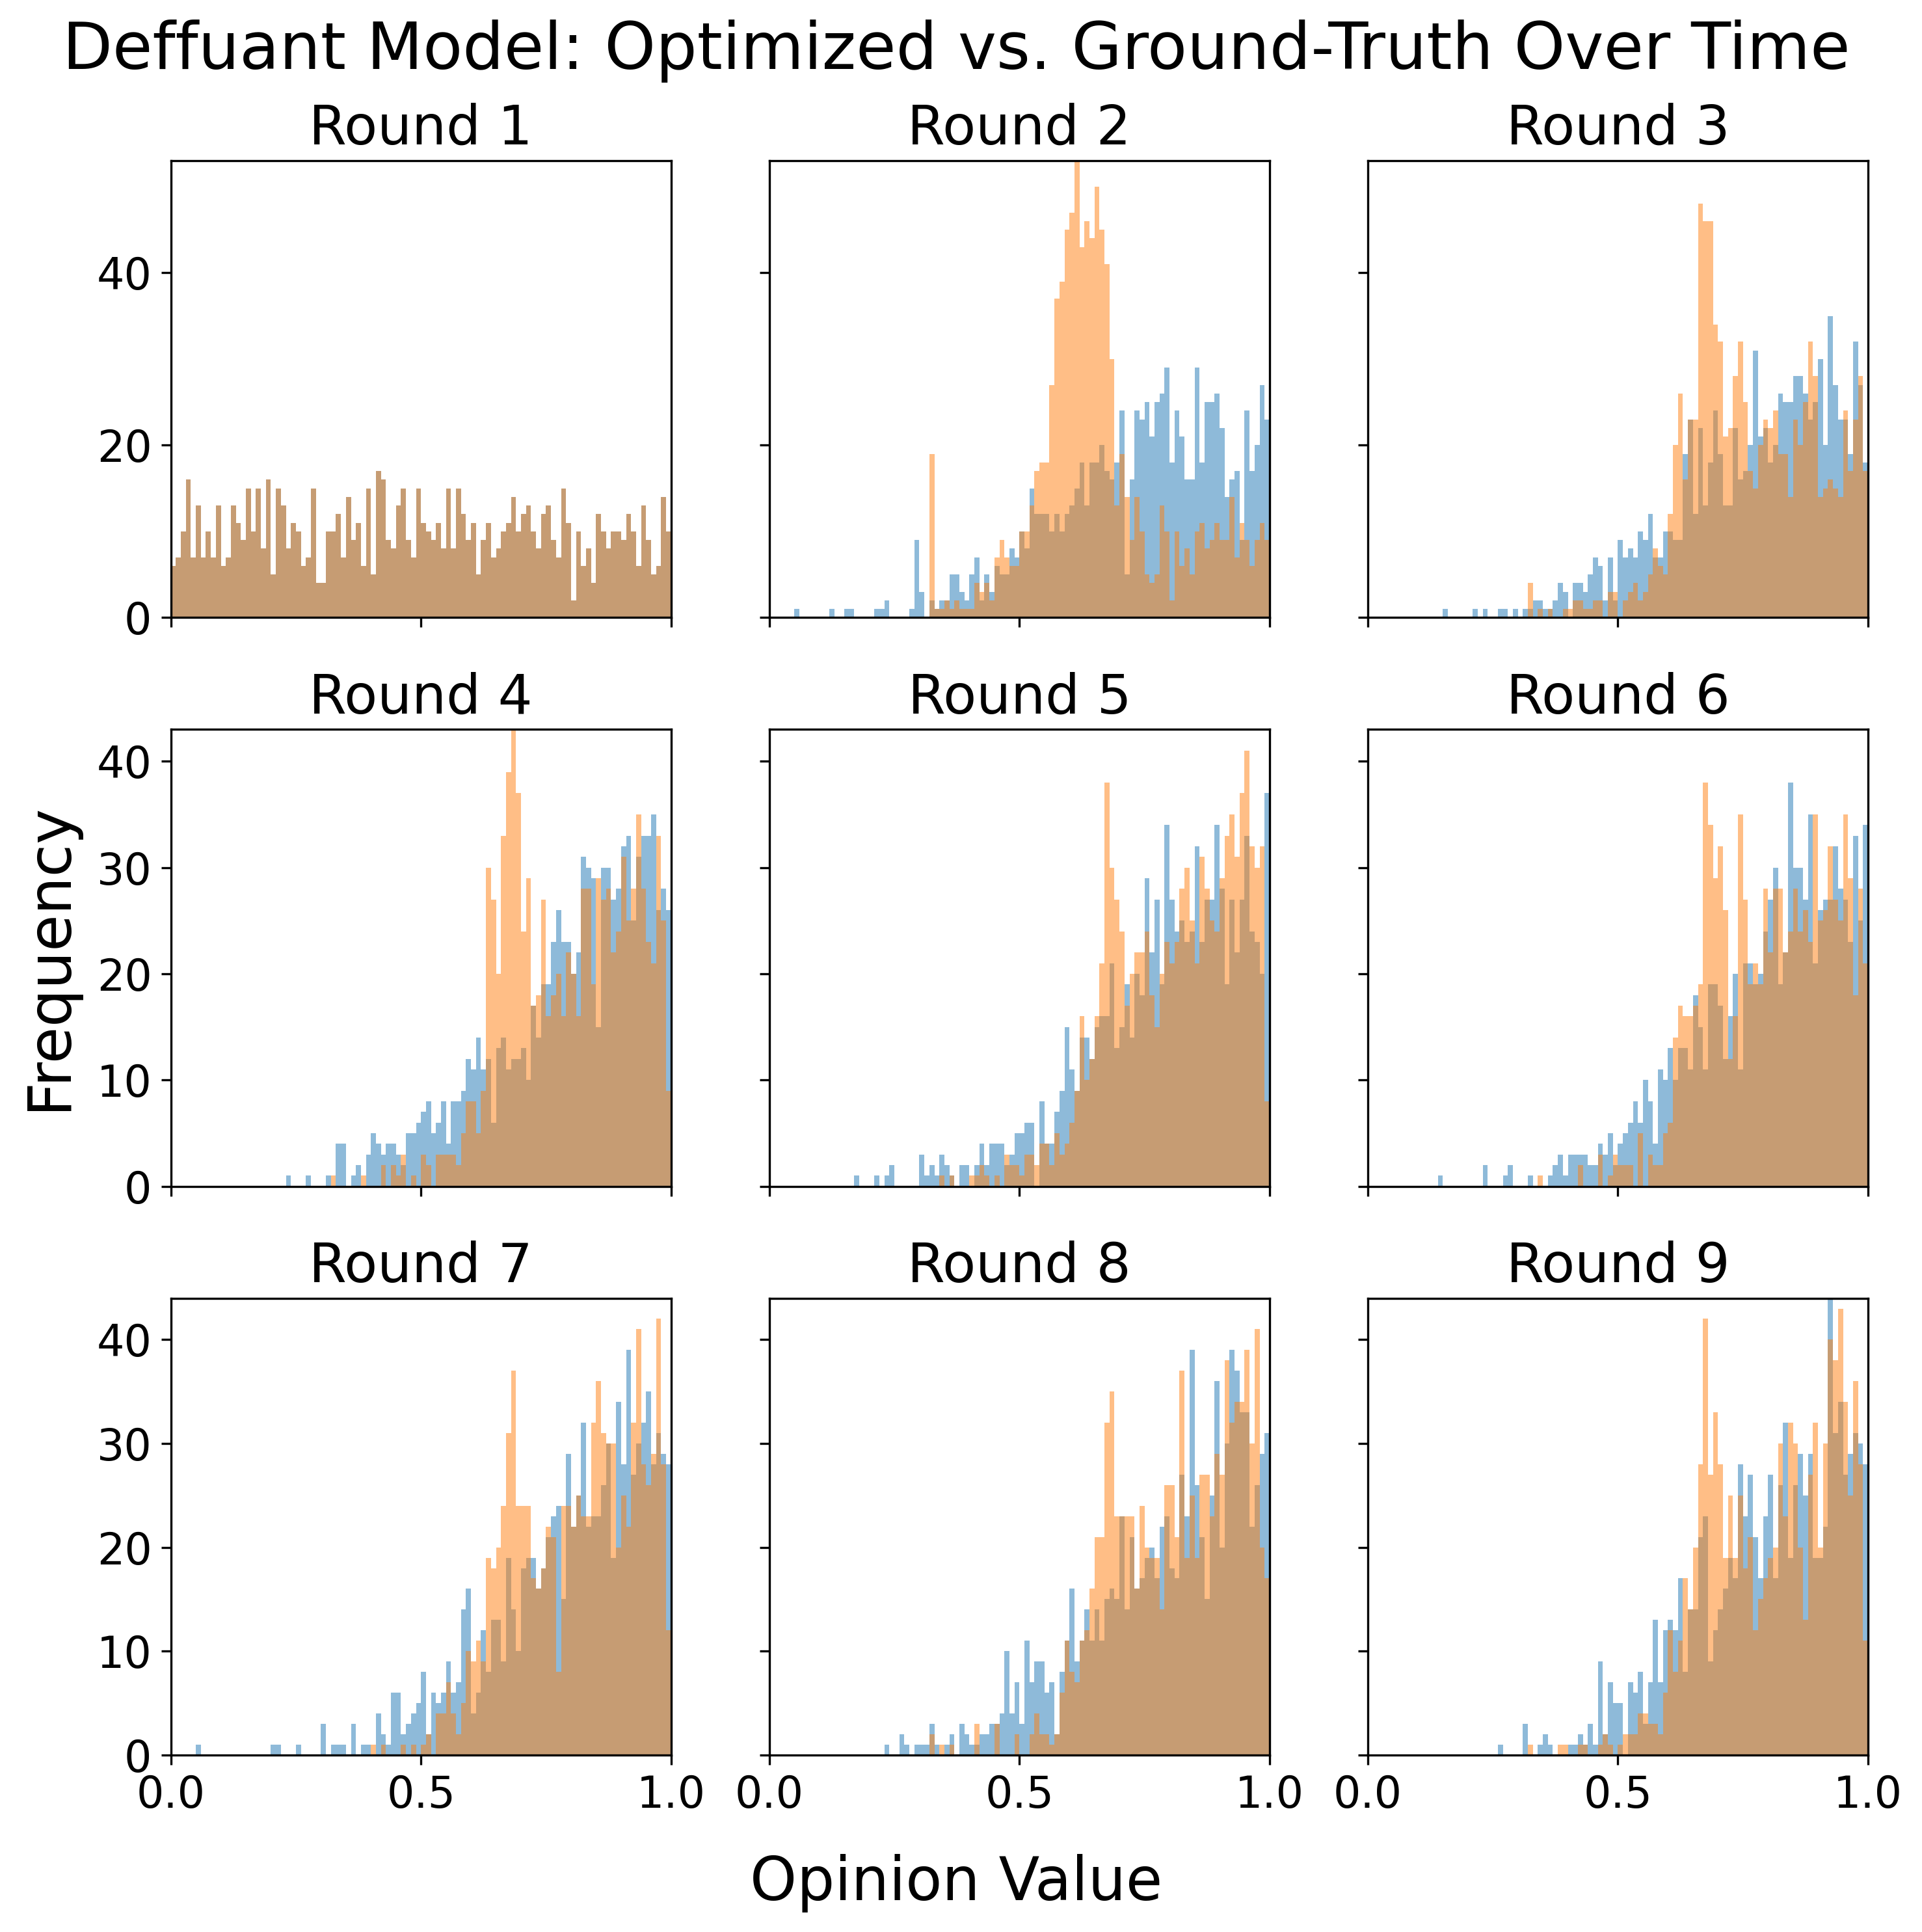 Deffuant Model: Optimized vs. Ground-Truth Over Time
Round 1
Round 2
Round 3
40
20
0
Round 4
Round 5
Round 6
40
30
20
10
0
Frequency
Round 7
Round 8
Round 9
40
30
20
10
0
0.0 0.5 1.0 0.0 0.5 1.0 0.0 0.5 1.0
Opinion Value